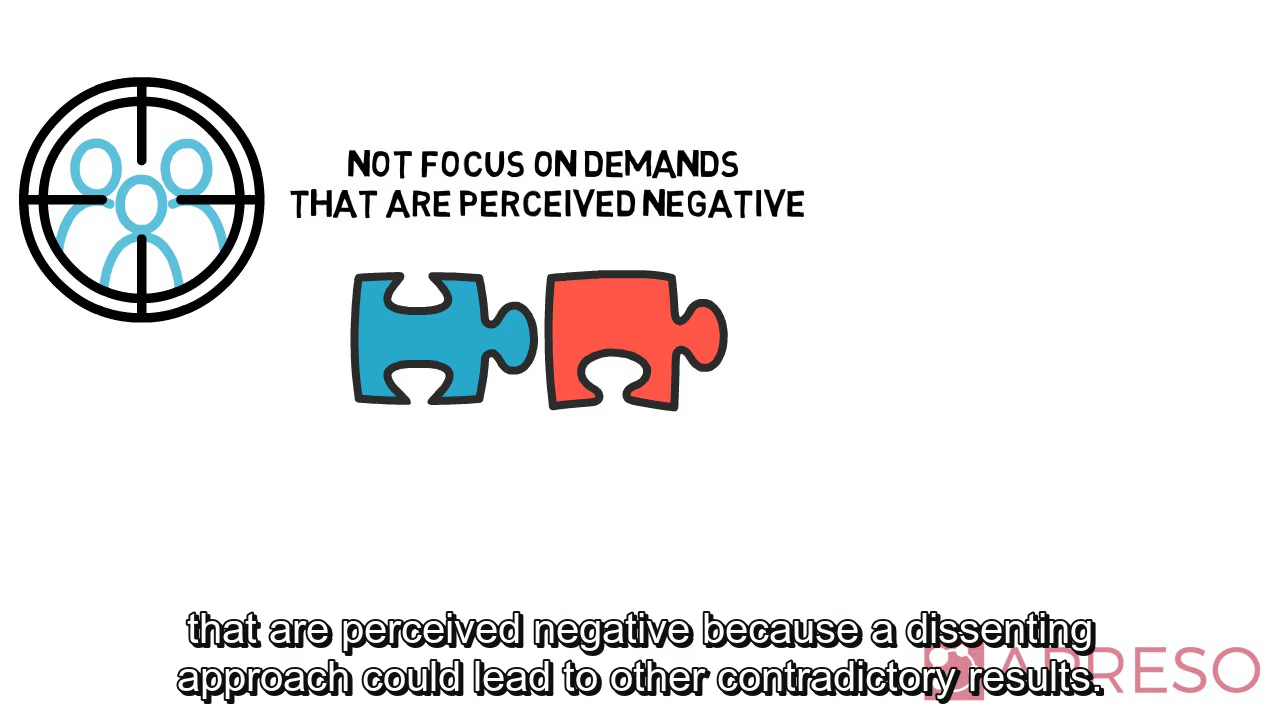 NOT FOCUS ON DEMANDS
THAT ARE PERCEIVED NEGATIVE
that are perceived negative because a dissenting
approach could lead to other contradictory results.
APRESO